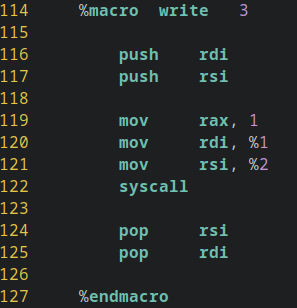 114 %macro write 3
115
116 push rdi
117 push rsi
118
119 mov rax, 1
120 mov rdi, %1
121 mov rsi, %2
122 syscall
123
124 pop rsi
125 pop rdi
126
127 %endmacro